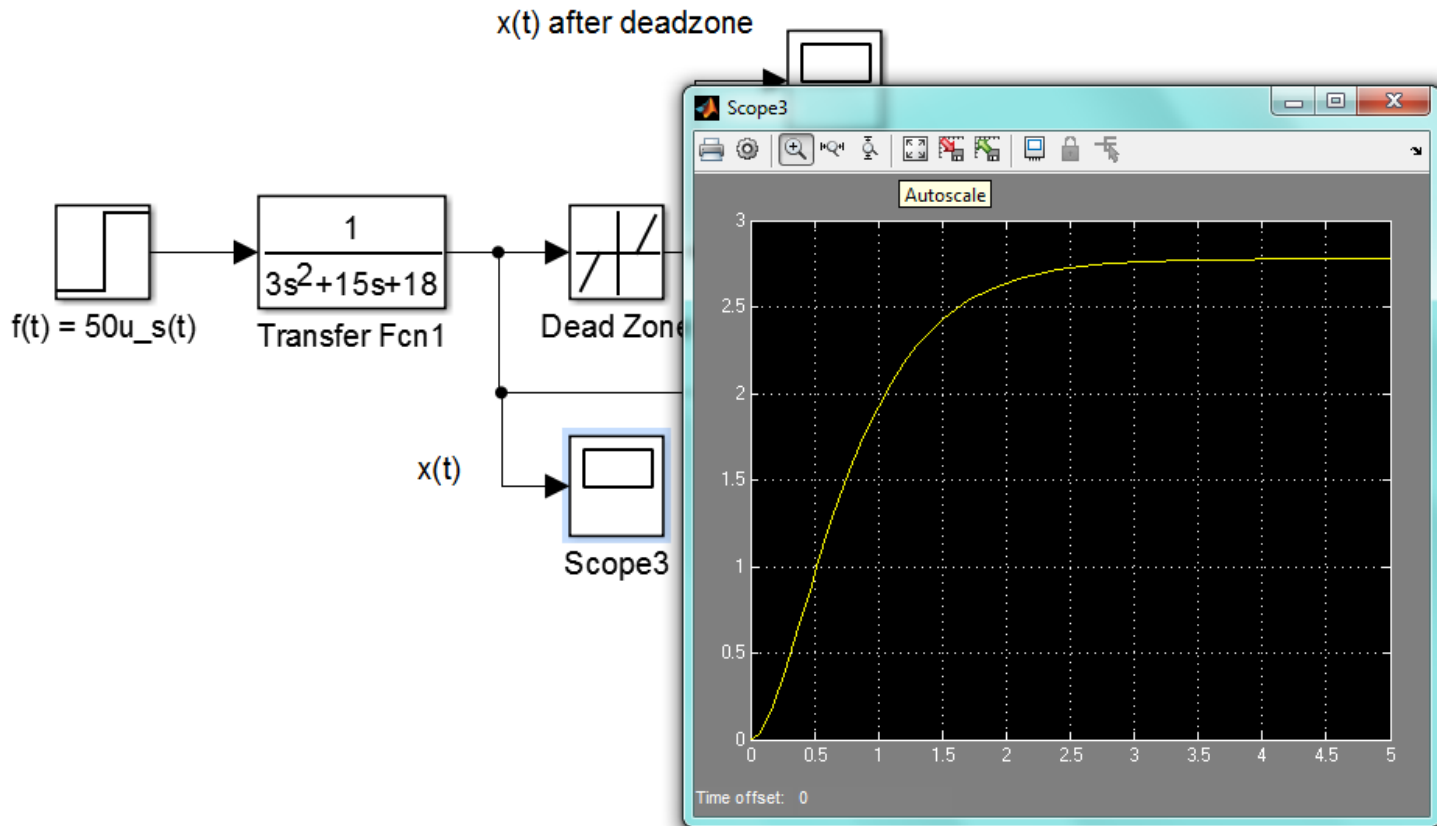 x(t) after deadzone
Scope3
Autoscale
1
3s²+15s+18
f(t) = 50u_s(t)
Transfer Fcn1
Dead Zone
x(t)
Scope3
3
2.5
2
1.5
1
0.5
0
0 0.5 1 1.5 2 2.5 3 3.5 4 4.5 5
Time offset: 0